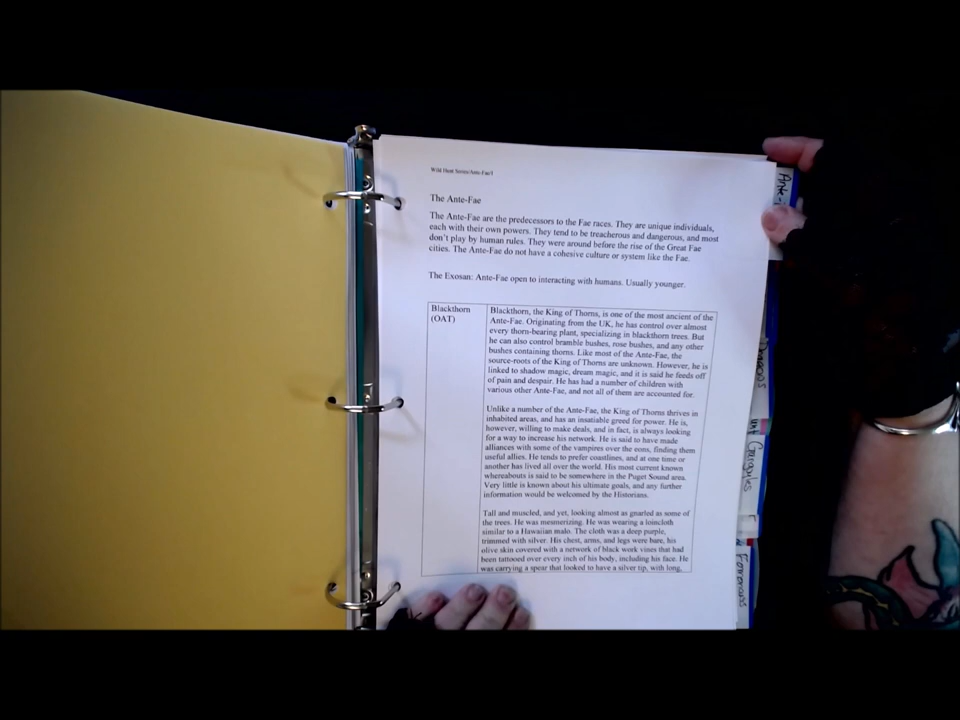 Wild Hunt Series/Ante-Fae/1
The Ante-Fae
The Ante-Fae are the predecessors to the Fae races. They are unique individuals,
each with their own powers. They tend to be treacherous and dangerous, and most
don't play by human rules. They were around before the rise of the Great Fae
cities. The Ante-Fae do not have a cohesive culture or system like the Fae.
The Exosan: Ante-Fae open to interacting with humans. Usually younger.
Blackthorn
(OAT)
Blackthorn, the King of Thorns, is one of the most ancient of the
Ante-Fae. Originating from the UK, he has control over almost
every thorn-bearing plant, specializing in blackthorn trees. But
he can also control bramble bushes, rose bushes, and any other
bushes containing thorns. Like most of the Ante-Fae, the
source-roots of the King of Thorns are unknown. However, he is
linked to shadow magic, dream magic, and it is said he feeds off
of pain and despair. He has had a number of children with
various other Ante-Fae, and not all of them are accounted for.
Unlike a number of the Ante-Fae, the King of Thorns thrives in
inhabited areas, and has an insatiable greed for power. He is,
however, willing to make deals, and in fact, is always looking
for a way to increase his network. He is said to have made
alliances with some of the vampires over the eons, finding them
useful allies. He tends to prefer coastlines, and at one time or
another has lived all over the world. His most current known
whereabouts is said to be somewhere in the Puget Sound area.
Very little is known about his ultimate goals, and any further
information would be welcomed by the Historians.
Tall and muscled, and yet, looking almost as gnarled as some of
the trees. He was mesmerizing. He was wearing a loincloth
similar to a Hawaiian malo. The cloth was a deep purple,
trimmed with silver. His chest, arms, and legs were bare, his
olive skin covered with a network of black work vines that had
been tattooed over every inch of his body, including his face. He
was carrying a spear that looked to have a silver tip, with long,
Ante-
Dragons
Gargoyles